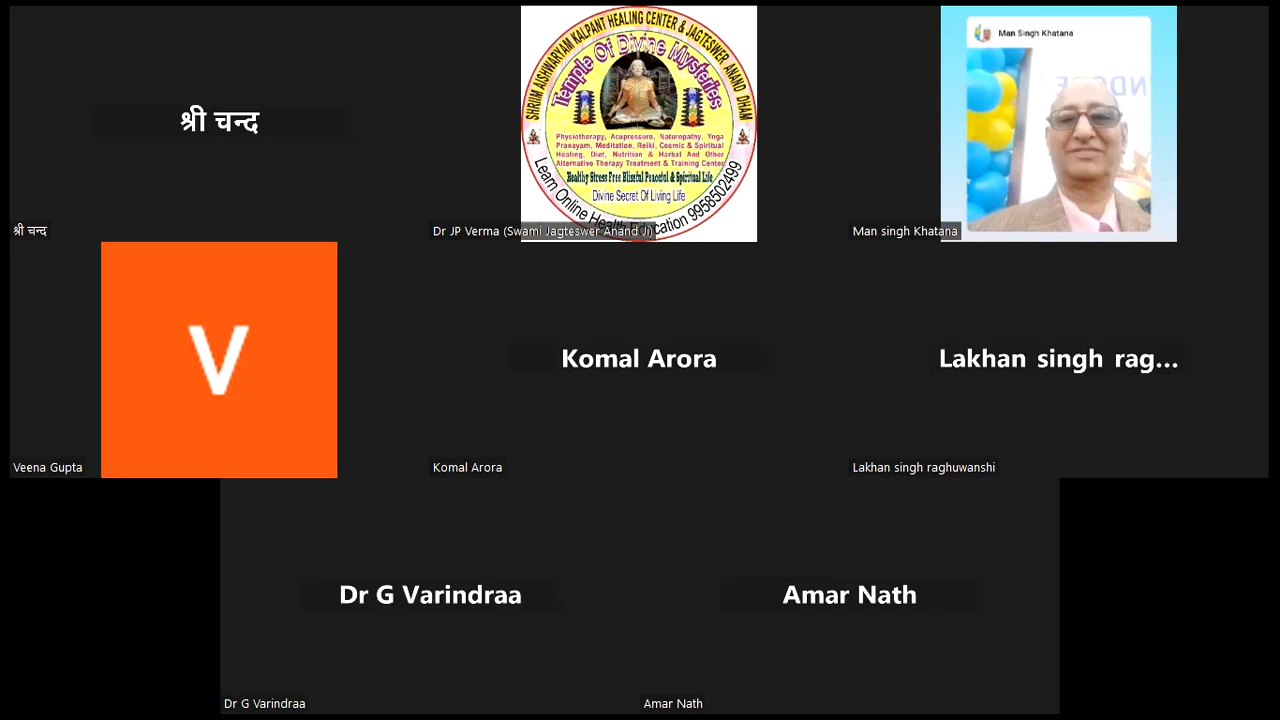 श्री चन्द
श्री चन्द
SHRIJM AISHWARYAM KALPANT HEALING CENTER & JAGTESWER ANAND DHAM
Temple Of Divine Mysteries
Physiotherapy, Acupressure, Naturopathy, Yoga
Pranayam, Meditation, Reiki, Cosmic & Spiritual
Healing, Diet, Nutrition & Harbal And Other
Alternative Therapy Treatment & Training Center
Healthy Stress Free Blissful Peaceful & Spiritual Life
Divine Secret Of Living Life
Learn Online Health Education 9958502499
Dr JP Verma (Swami Jagteswer Anand Ji)
Man Singh Khatana
Man singh Khatana
V
Veena Gupta
Komal Arora
Komal Arora
Lakhan singh rag...
Lakhan singh raghuwanshi
Dr G Varindraa
Dr G Varindraa
Amar Nath
Amar Nath